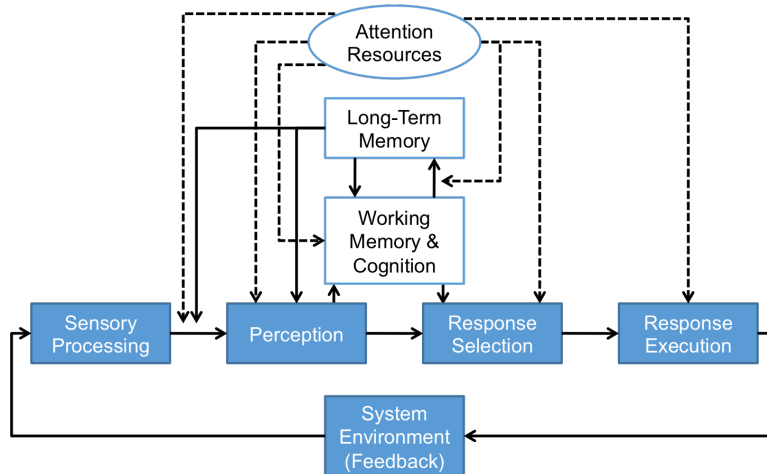 Attention
Resources
Long-Term
Memory
Working
Memory &
Cognition
Sensory
Processing
Perception
Response
Selection
Response
Execution
System
Environment
(Feedback)